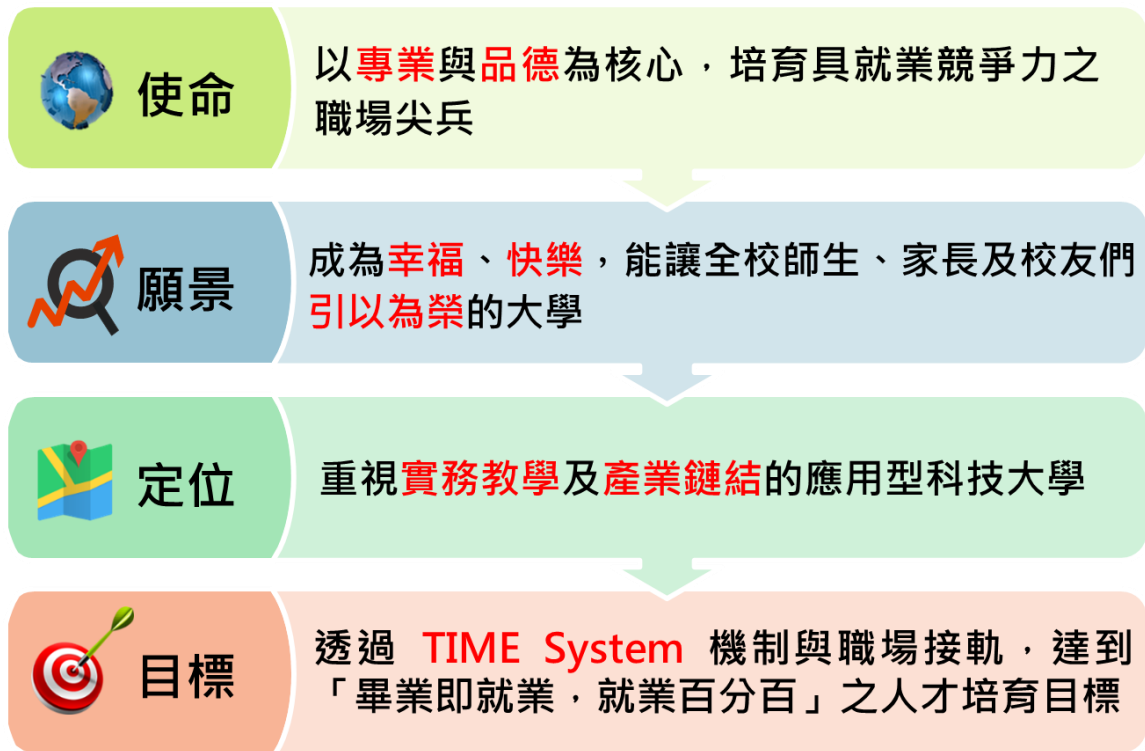 使命
以專業與品德為核心，培育具就業競爭力之
職場尖兵
願景
成為幸福、快樂，能讓全校師生、家長及校友們
引以為榮的大學
定位
重視實務教學及產業鏈結的應用型科技大學
目標
透過 TIME System 機制與職場接軌，達到
「畢業即就業，就業百分百」之人才培育目標